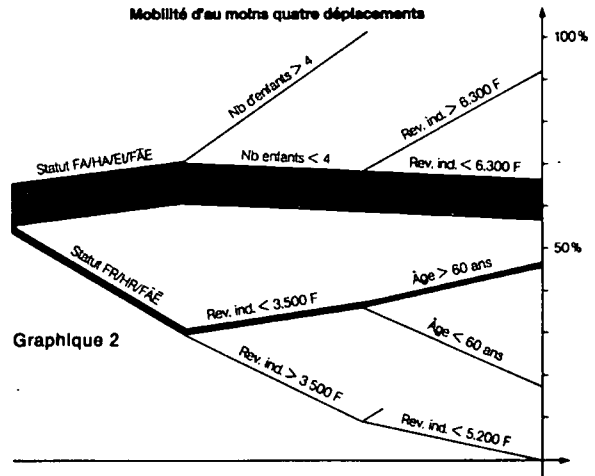 Mobilité d'au moins quatre déplacements
100%
Nb d'enfants > 4
Rev. ind. > 6.300 F
Statut FA/HA/EI/FĀE
Nb enfants < 4
Rev. ind. < 6.300 F
50%
Statut FR/HR/FĀE
Âge > 60 ans
Rev. ind. < 3.500 F
Graphique 2
Âge < 60 ans
Rev. ind. > 3 500 F
Rev. ind. < 5.200 F